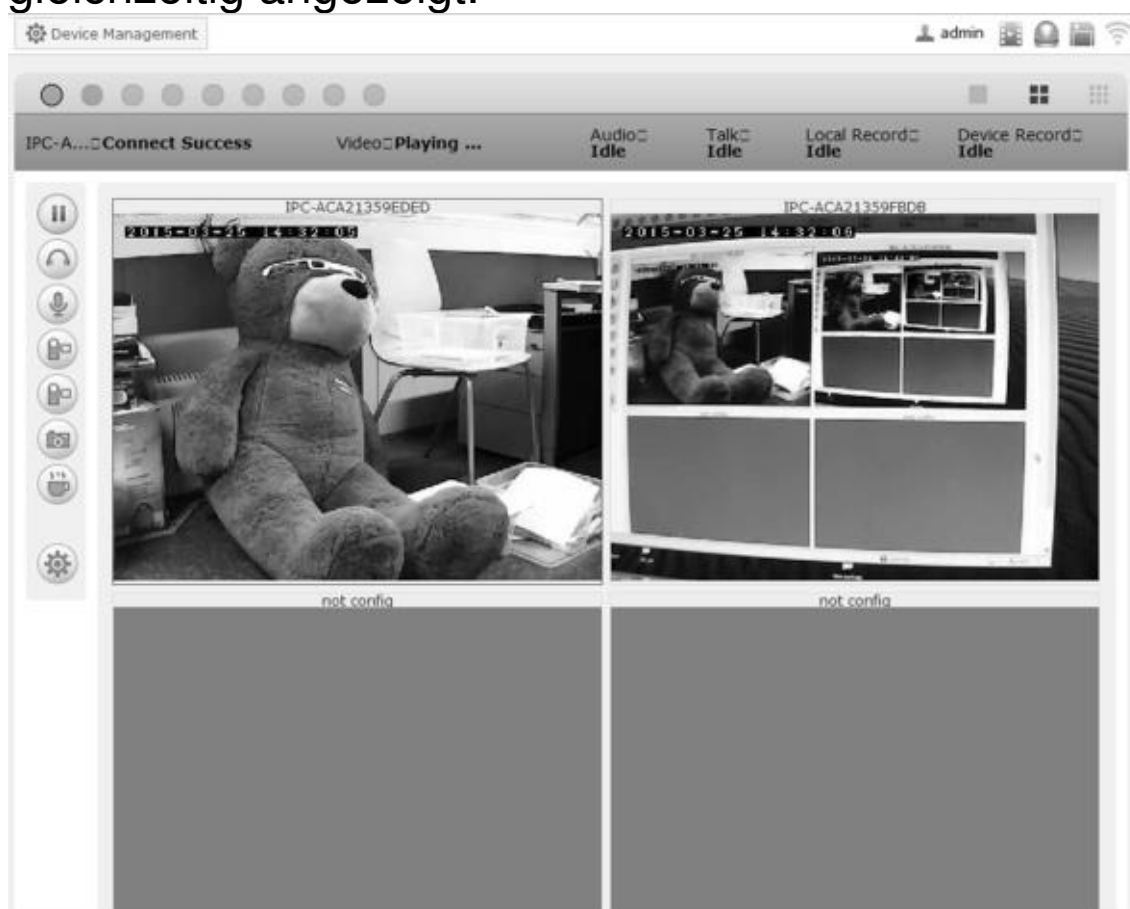 gleichzeitig angezeigt.
Device Management
admin
IPC-A... Connect Success
Video Playing ...
Audio
Idle
Talk
Idle
Local Record
Idle
Device Record
Idle
IPC-ACA21359EDED
IPC-ACA21359FBDB
2015-03-25 14:32:05
2015-03-25 14:32:06
not config
not config